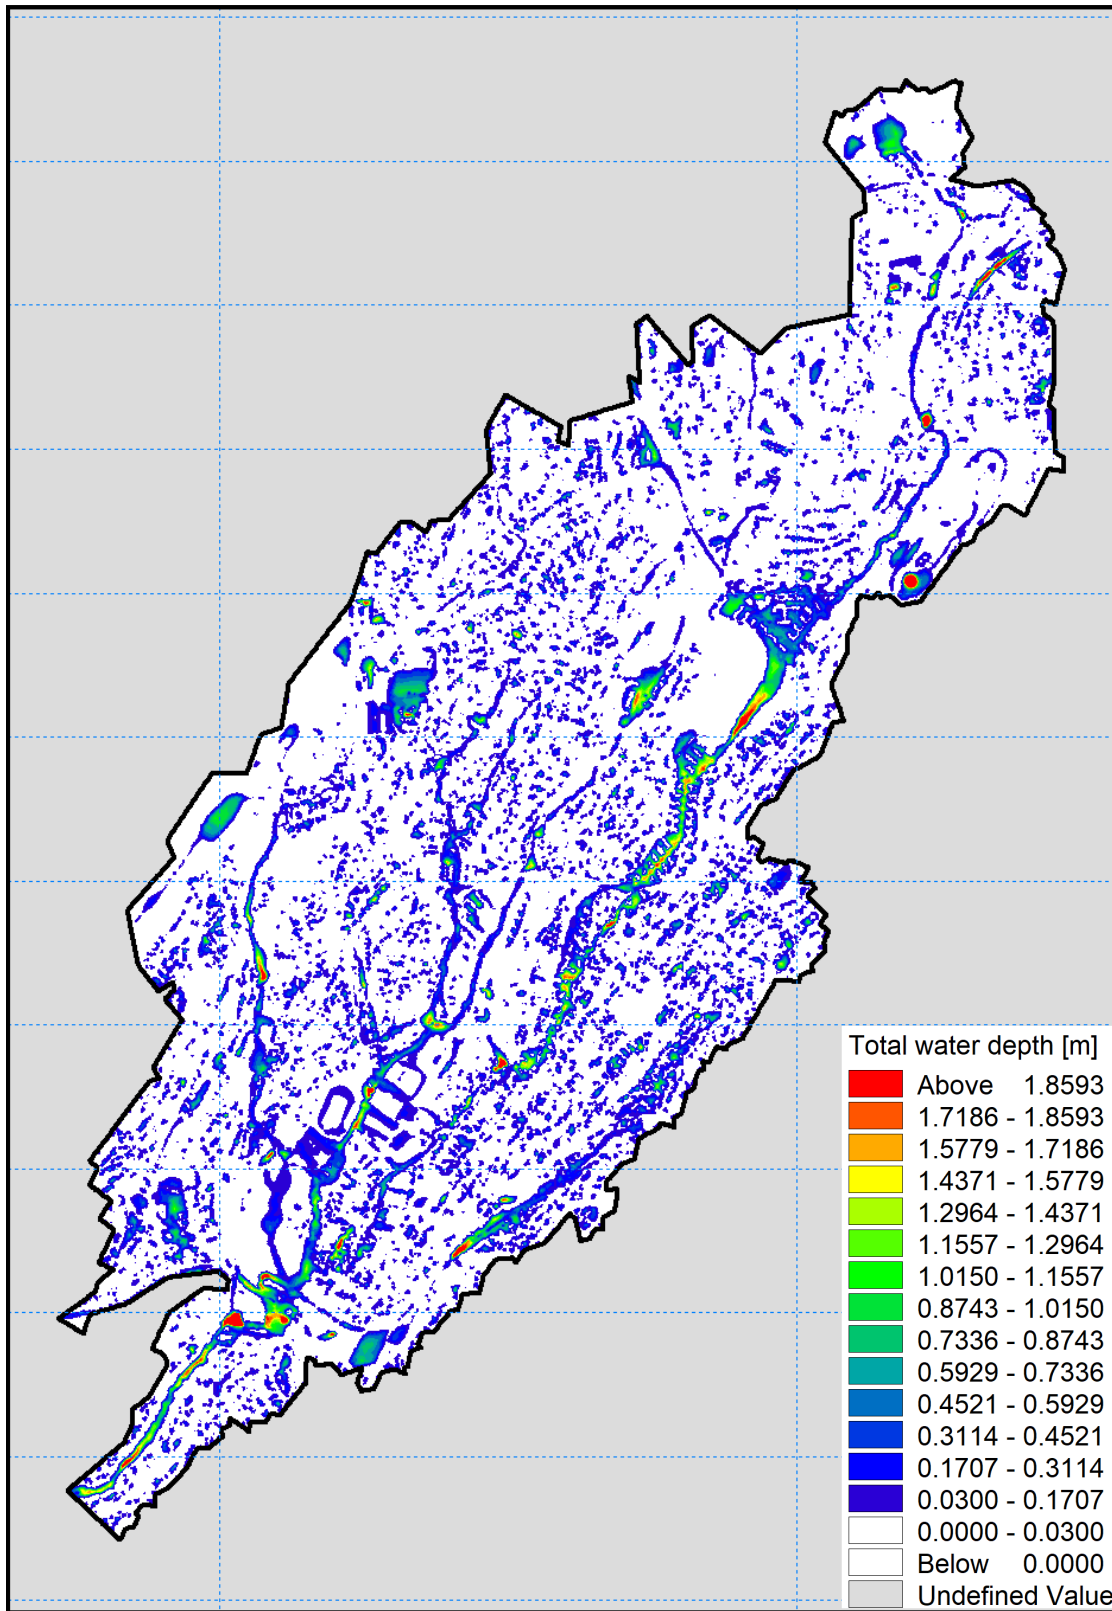 Total water depth [m]
Above 1.8593
1.7186 - 1.8593
1.5779 - 1.7186
1.4371 - 1.5779
1.2964 - 1.4371
1.1557 - 1.2964
1.0150 - 1.1557
0.8743 - 1.0150
0.7336 - 0.8743
0.5929 - 0.7336
0.4521 - 0.5929
0.3114 - 0.4521
0.1707 - 0.3114
0.0300 - 0.1707
0.0000 - 0.0300
Below 0.0000
Undefined Value